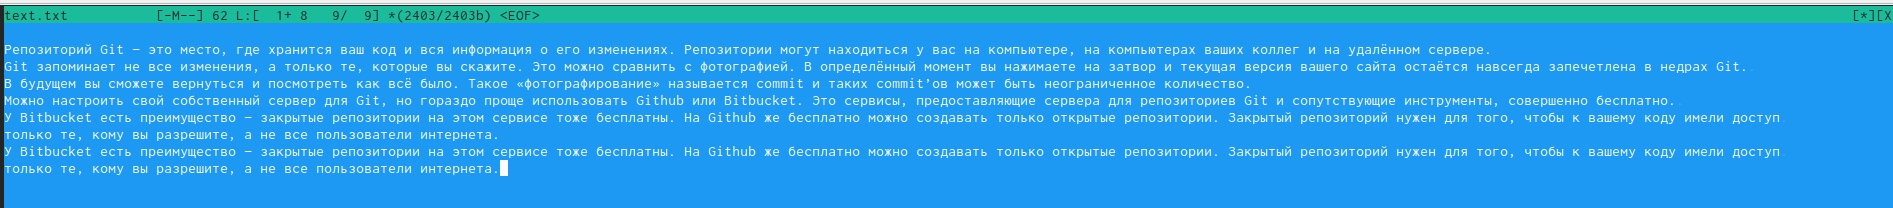 text.txt [-M--] 62 L:[ 1+ 8 9/ 9] *(2403/2403b) <EOF> [*][X
Репозиторий Git – это место, где хранится ваш код и вся информация о его изменениях. Репозитории могут находиться у вас на компьютере, на компьютерах ваших коллег и на удалённом сервере.
Git запоминает не все изменения, а только те, которые вы скажите. Это можно сравнить с фотографией. В определённый момент вы нажимаете на затвор и текущая версия вашего сайта остаётся навсегда запечетлена в недрах Git.
В будущем вы сможете вернуться и посмотреть как всё было. Такое «фотографирование» называется commit и таких commit’ов может быть неограниченное количество.
Можно настроить свой собственный сервер для Git, но гораздо проще использовать Github или Bitbucket. Это сервисы, предоставляющие сервера для репозиториев Git и сопутствующие инструменты, совершенно бесплатно.
У Bitbucket есть преимущество – закрытые репозитории на этом сервисе тоже бесплатны. На Github же бесплатно можно создавать только открытые репозитории. Закрытый репозиторий нужен для того, чтобы к вашему коду имели доступ
только те, кому вы разрешите, а не все пользователи интернета.
У Bitbucket есть преимущество – закрытые репозитории на этом сервисе тоже бесплатны. На Github же бесплатно можно создавать только открытые репозитории. Закрытый репозиторий нужен для того, чтобы к вашему коду имели доступ
только те, кому вы разрешите, а не все пользователи интернета.